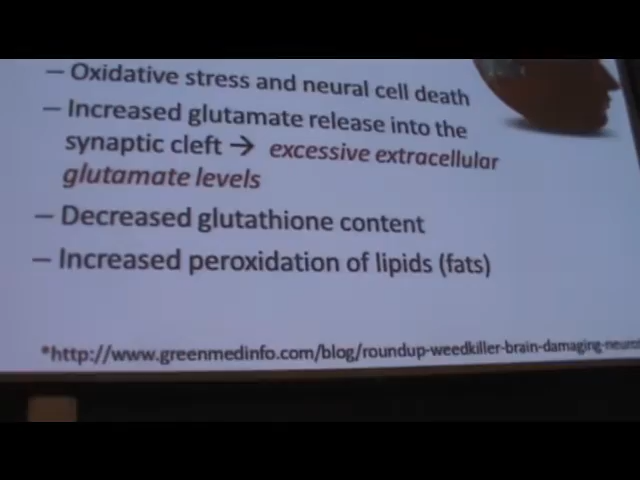 – Oxidative stress and neural cell death
– Increased glutamate release into the
synaptic cleft → excessive extracellular
glutamate levels
– Decreased glutathione content
– Increased peroxidation of lipids (fats)
*http://www.greenmedinfo.com/blog/roundup-weedkiller-brain-damaging-neurot